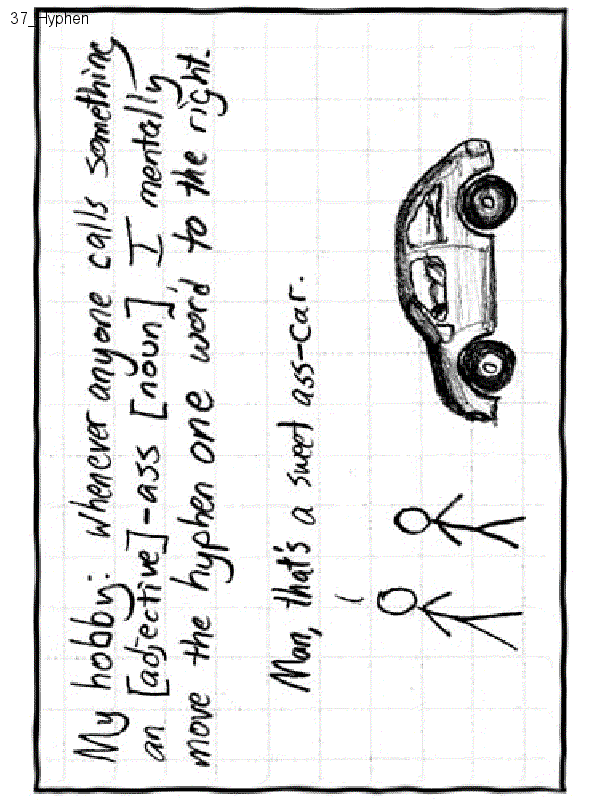 37_Hyphen
My hobby: whenever anyone calls something
an [adjective]-ass [noun], I mentally
move the hyphen one word to the right.
Man, that's a sweet ass-car.